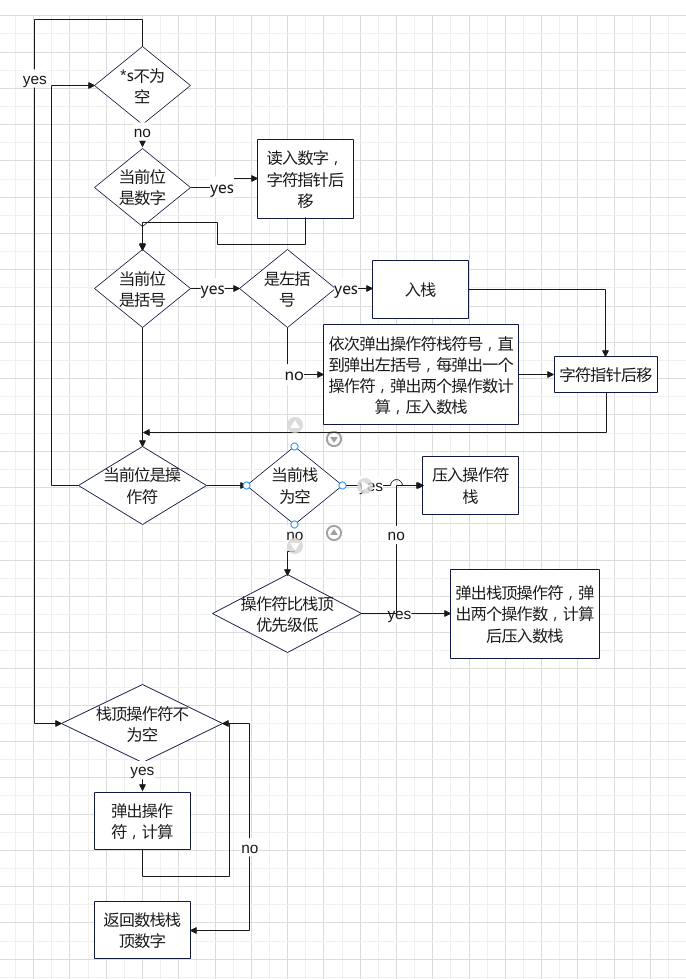 *s不为
空
yes
no
当前位
是数字
yes
读入数字，
字符指针后
移
当前位
是括号
yes
是左括
号
yes
入栈
no
依次弹出操作符栈符号，直
到弹出左括号，每弹出一个
操作符，弹出两个操作数计
算，压入数栈
字符指针后移
当前位是操
作符
当前栈
为空
yes
压入操作符
栈
no
no
操作符比栈顶
优先级低
yes
弹出栈顶操作符，弹
出两个操作数，计算
后压入数栈
栈顶操作符不
为空
yes
弹出操作
符，计算
no
返回数栈栈
顶数字